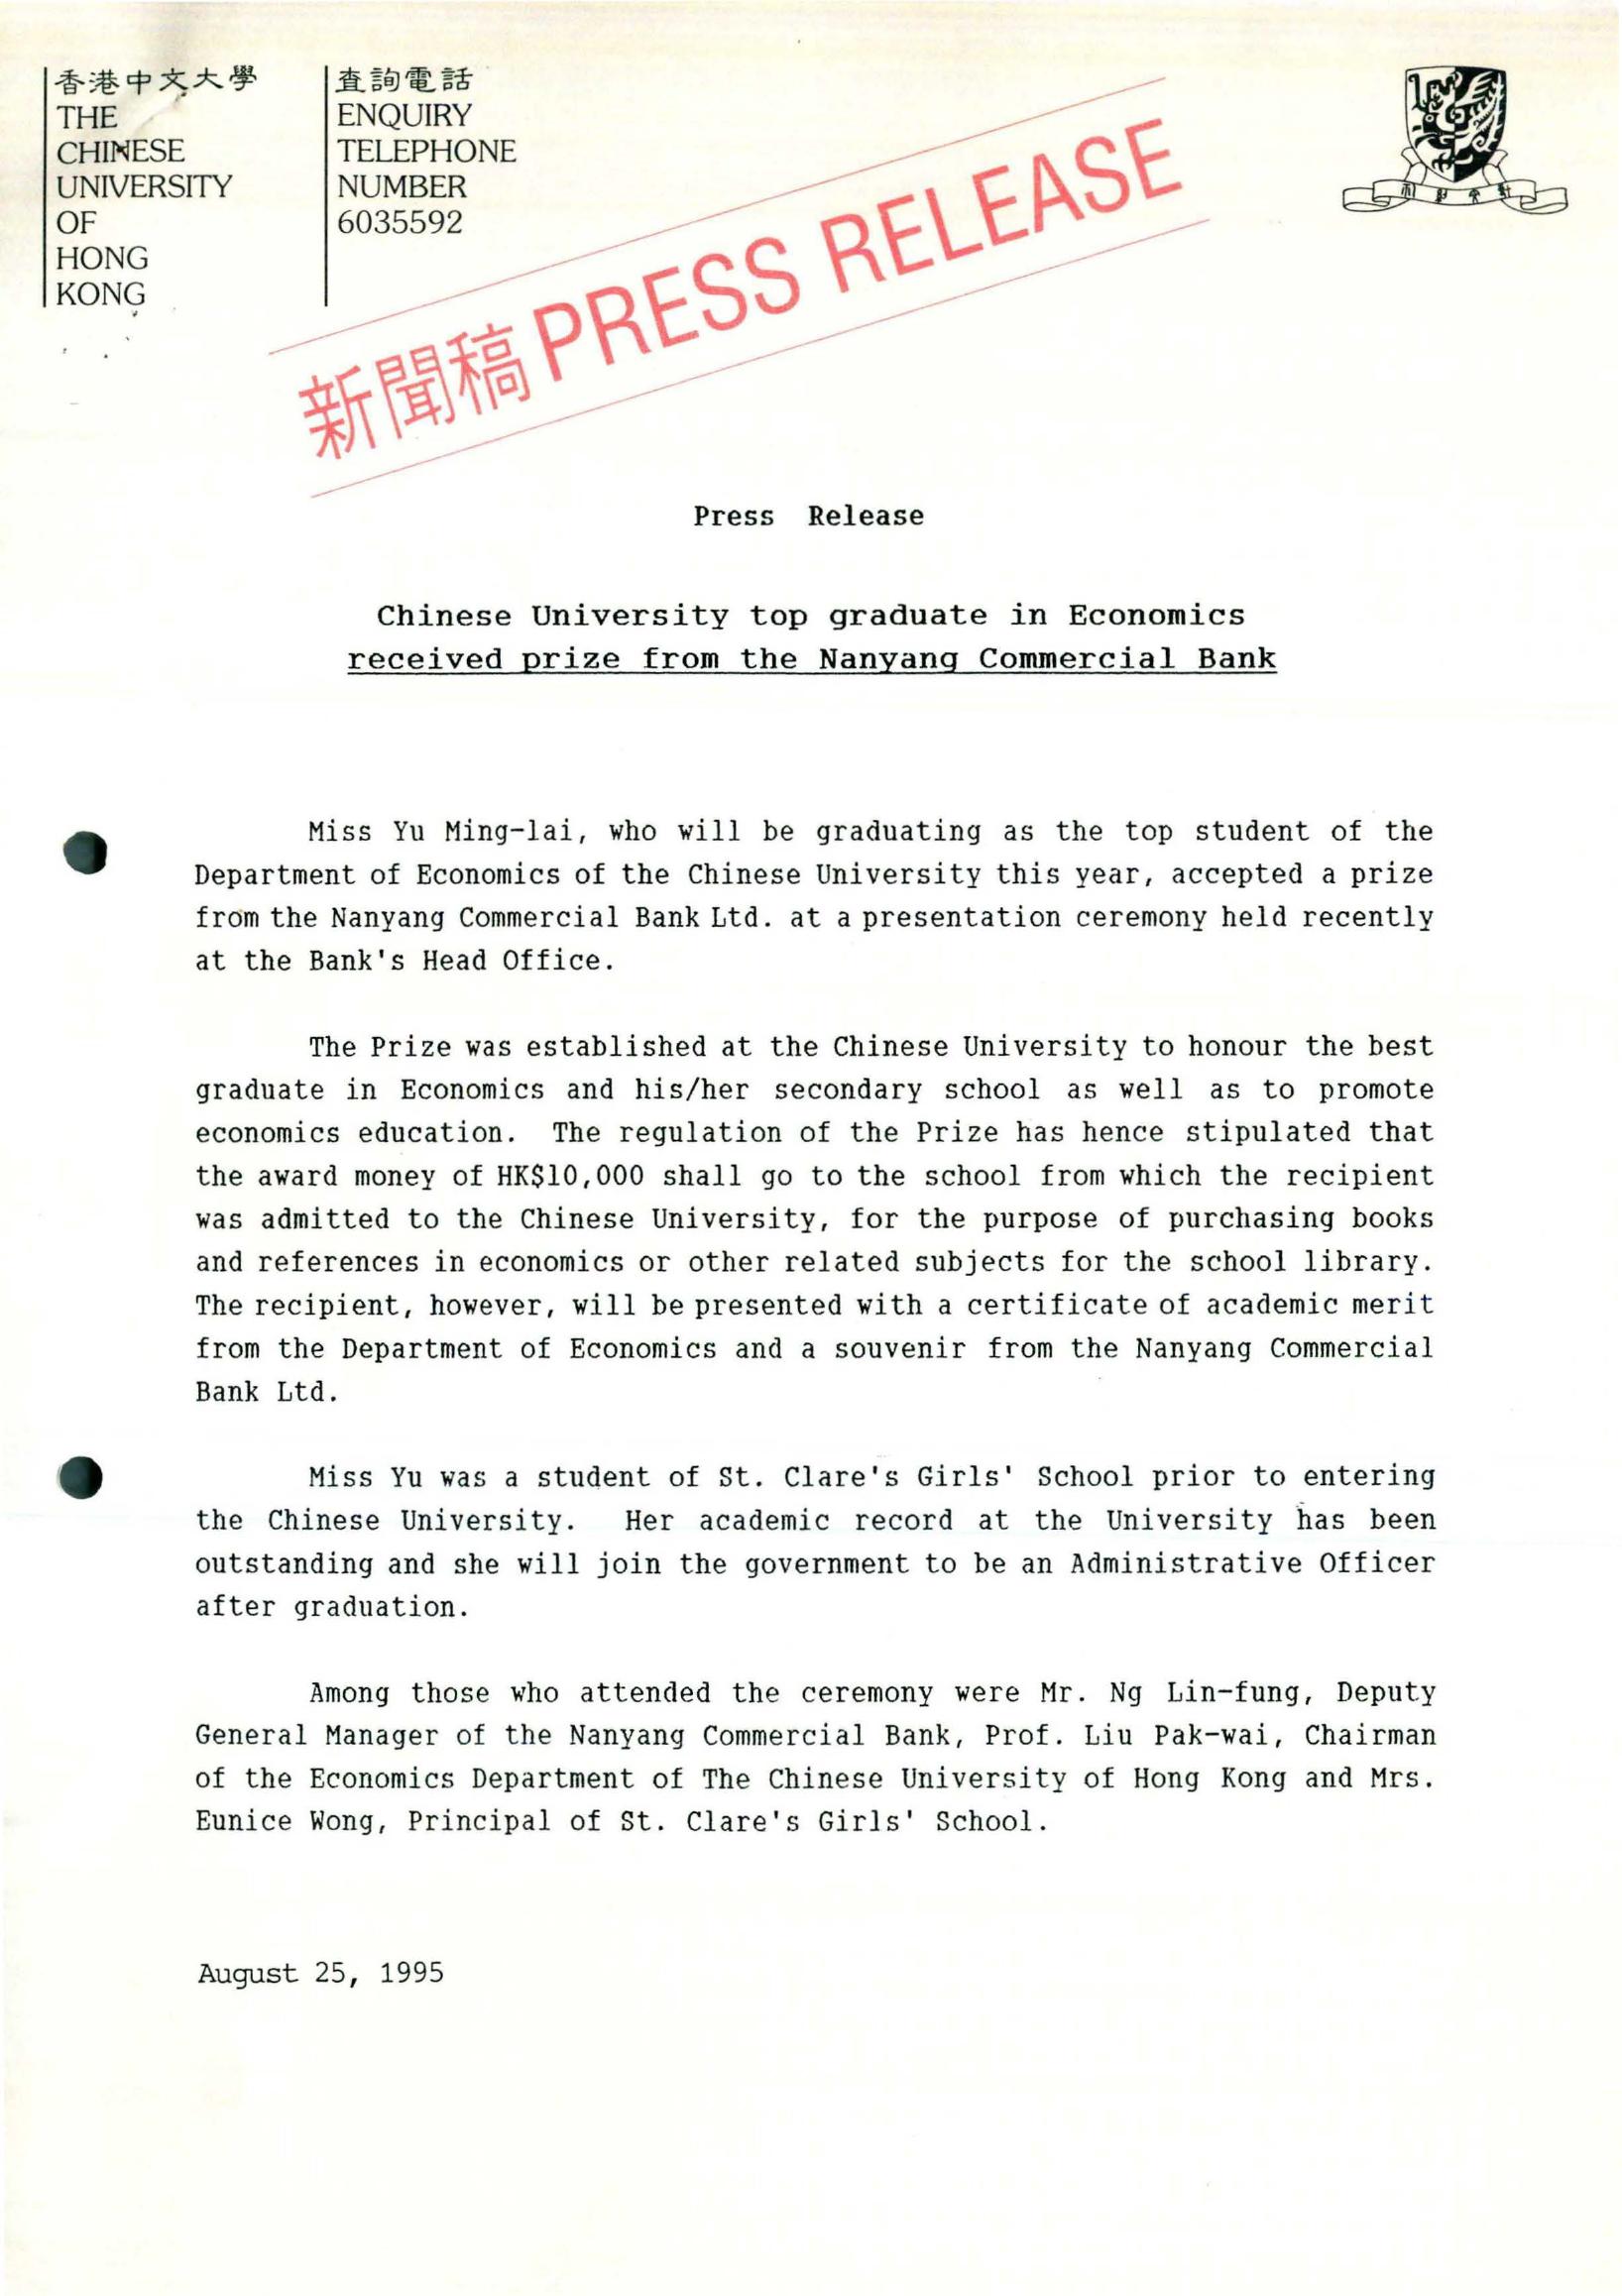 香港中文大學
THE
CHINESE
UNIVERSITY
OF
HONG
KONG
查詢電話
ENQUIRY
TELEPHONE
NUMBER
6035592
新聞稿 PRESS RELEASE
Press Release
Chinese University top graduate in Economics
received prize from the Nanyang Commercial Bank
Miss Yu Ming-lai, who will be graduating as the top student of the
Department of Economics of the Chinese University this year, accepted a prize
from the Nanyang Commercial Bank Ltd. at a presentation ceremony held recently
at the Bank's Head Office.
The Prize was established at the Chinese University to honour the best
graduate in Economics and his/her secondary school as well as to promote
economics education. The regulation of the Prize has hence stipulated that
the award money of HK$10,000 shall go to the school from which the recipient
was admitted to the Chinese University, for the purpose of purchasing books
and references in economics or other related subjects for the school library.
The recipient, however, will be presented with a certificate of academic merit
from the Department of Economics and a souvenir from the Nanyang Commercial
Bank Ltd.
Miss Yu was a student of St. Clare's Girls' School prior to entering
the Chinese University. Her academic record at the University has been
outstanding and she will join the government to be an Administrative Officer
after graduation.
Among those who attended the ceremony were Mr. Ng Lin-fung, Deputy
General Manager of the Nanyang Commercial Bank, Prof. Liu Pak-wai, Chairman
of the Economics Department of The Chinese University of Hong Kong and Mrs.
Eunice Wong, Principal of St. Clare's Girls' School.
August 25, 1995